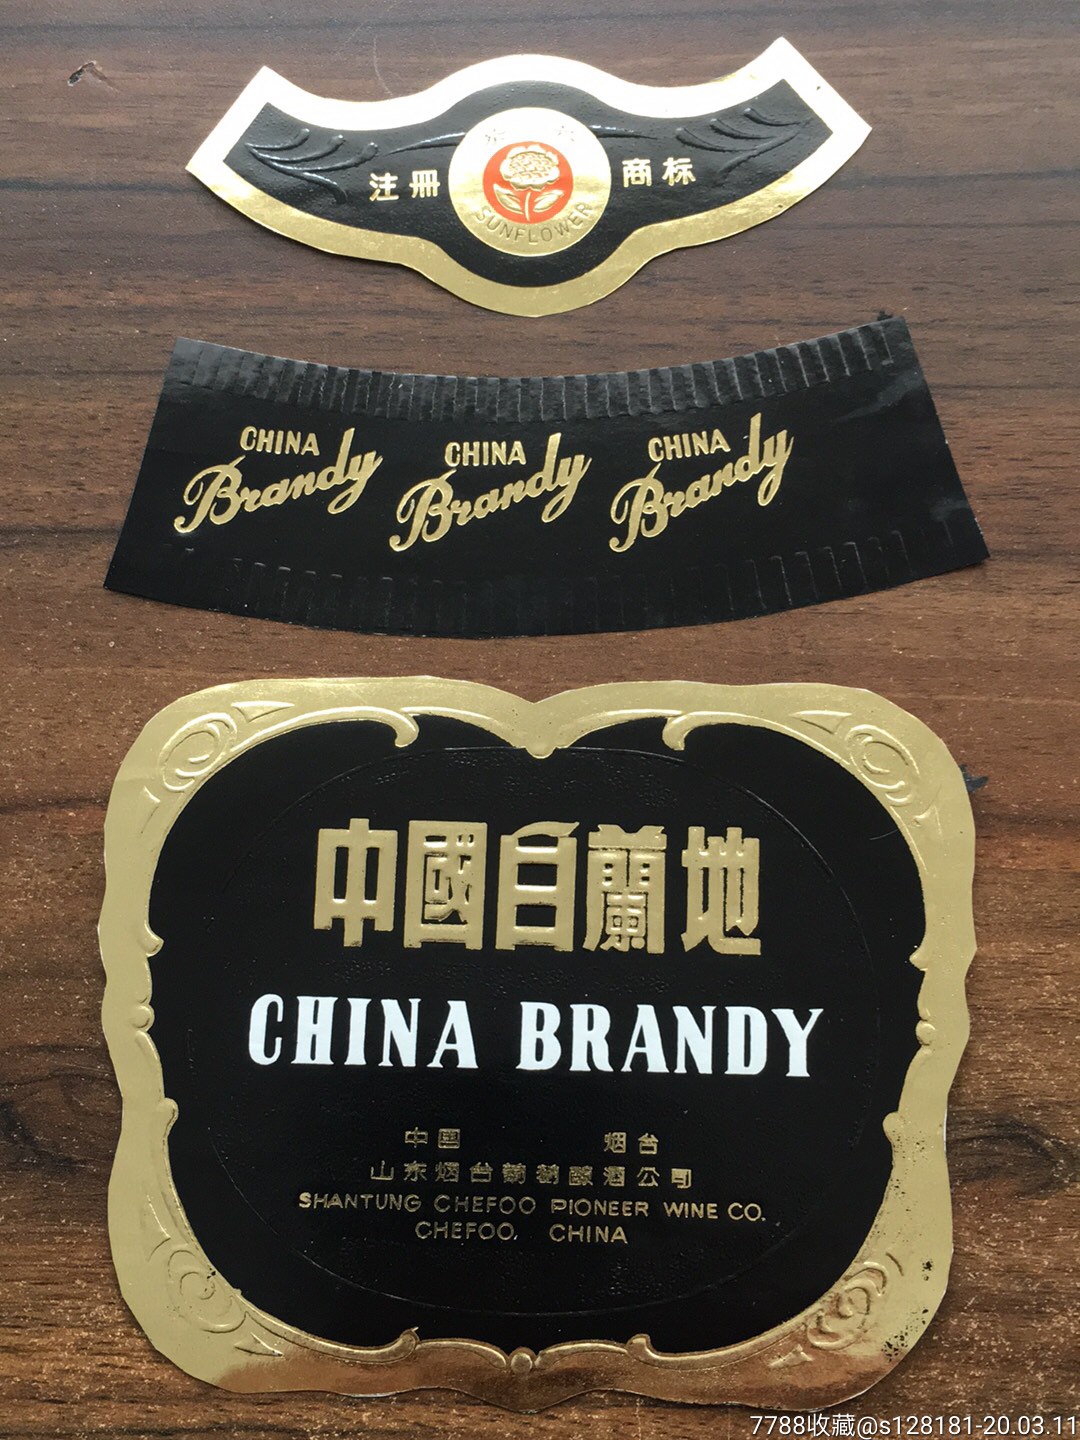 注冊 商标
SUNFLOWER
CHINA Brandy
CHINA Brandy
CHINA Brandy
中國白蘭地
CHINA BRANDY
中国 烟台
山东烟台葡萄酿酒公司
SHANTUNG CHEFOO PIONEER WINE CO.
CHEFOO, CHINA
7788收藏@s128181-20.03.11